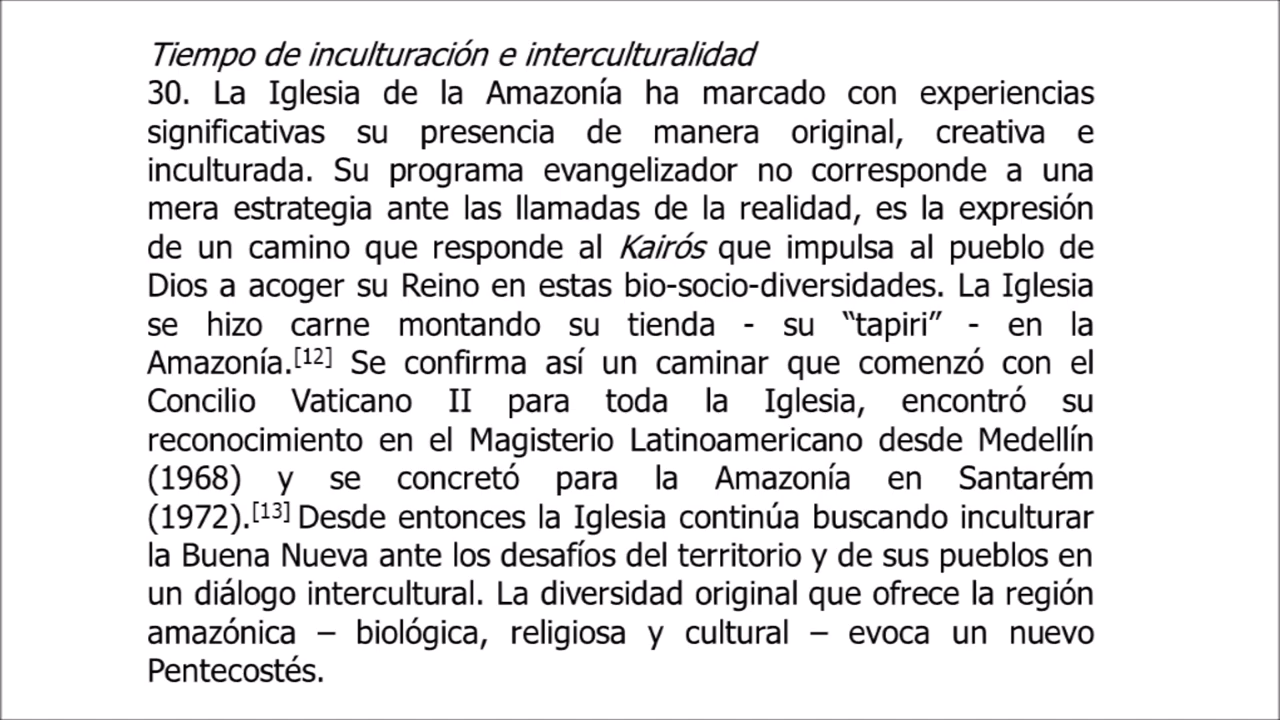 Tiempo de inculturación e interculturalidad
30. La Iglesia de la Amazonía ha marcado con experiencias
significativas su presencia de manera original, creativa e
inculturada. Su programa evangelizador no corresponde a una
mera estrategia ante las llamadas de la realidad, es la expresión
de un camino que responde al Kairós que impulsa al pueblo de
Dios a acoger su Reino en estas bio-socio-diversidades. La Iglesia
se hizo carne montando su tienda - su “tapiri” - en la
Amazonía.[12] Se confirma así un caminar que comenzó con el
Concilio Vaticano II para toda la Iglesia, encontró su
reconocimiento en el Magisterio Latinoamericano desde Medellín
(1968) y se concretó para la Amazonía en Santarém
(1972).[13] Desde entonces la Iglesia continúa buscando inculturar
la Buena Nueva ante los desafíos del territorio y de sus pueblos en
un diálogo intercultural. La diversidad original que ofrece la región
amazónica – biológica, religiosa y cultural – evoca un nuevo
Pentecostés.